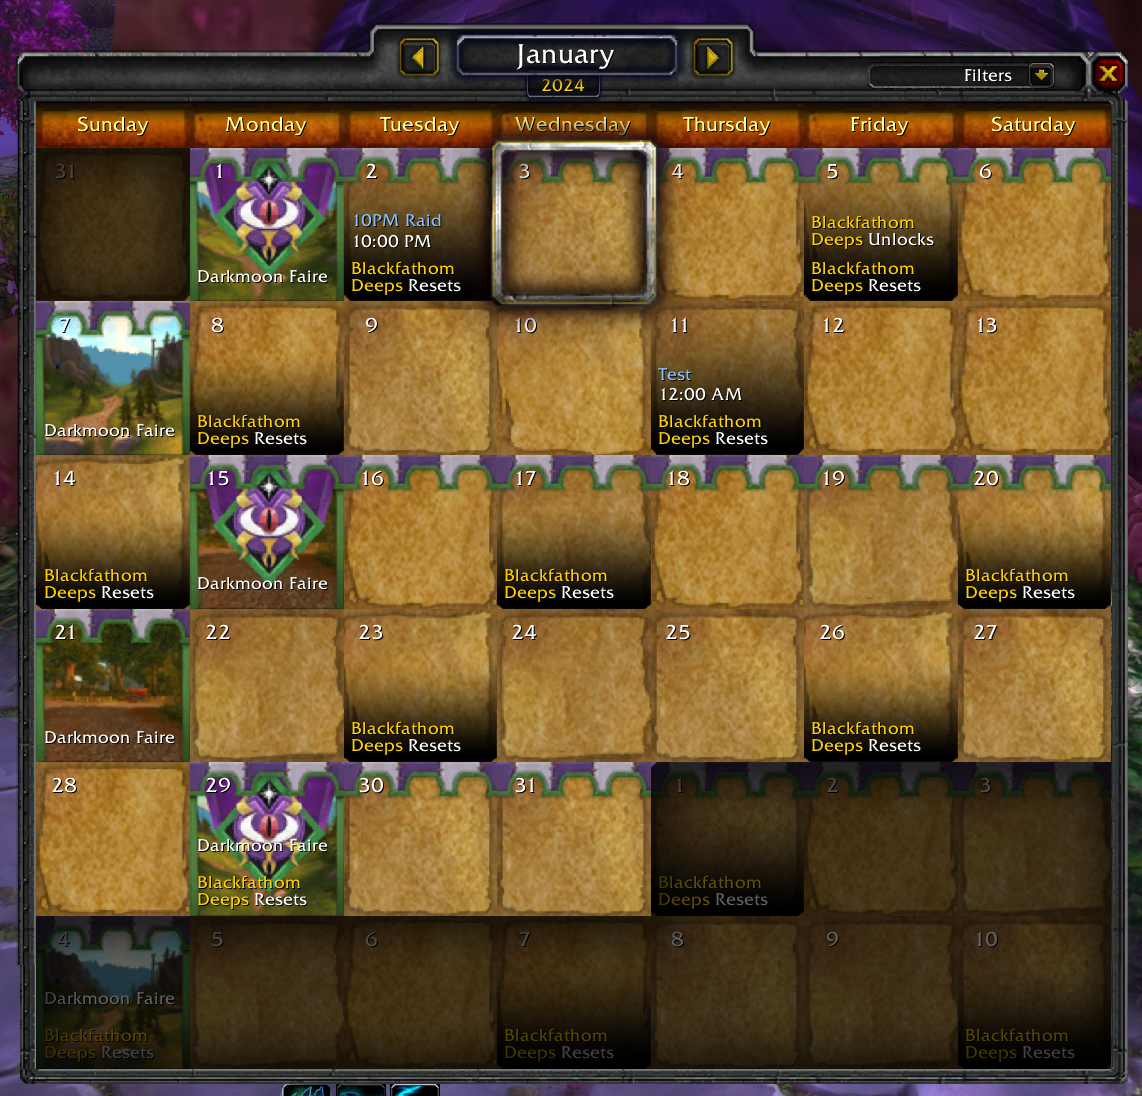 January
2024
Filters
Sunday
Monday
Tuesday
Wednesday
Thursday
Friday
Saturday
31
1
Darkmoon Faire
2
10PM Raid
10:00 PM
Blackfathom
Deeps Resets
3
4
5
Blackfathom
Deeps Unlocks
Blackfathom
Deeps Resets
6
7
Darkmoon Faire
8
Blackfathom
Deeps Resets
9
10
11
Test
12:00 AM
Blackfathom
Deeps Resets
12
13
14
Blackfathom
Deeps Resets
15
Darkmoon Faire
16
17
Blackfathom
Deeps Resets
18
19
20
Blackfathom
Deeps Resets
21
Darkmoon Faire
22
23
Blackfathom
Deeps Resets
24
25
26
Blackfathom
Deeps Resets
27
28
29
Darkmoon Faire
Blackfathom
Deeps Resets
30
31
1
Blackfathom
Deeps Resets
2
3
4
Darkmoon Faire
Blackfathom
Deeps Resets
5
6
7
Blackfathom
Deeps Resets
8
9
10
Blackfathom
Deeps Resets